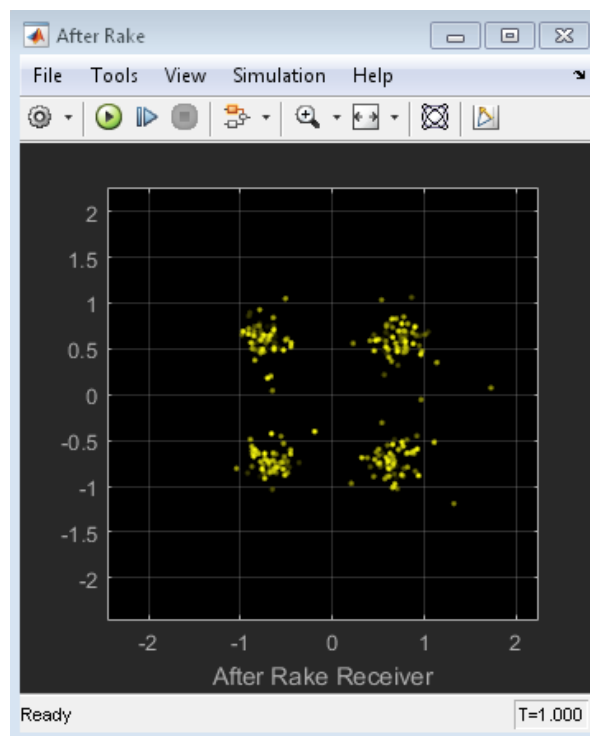 After Rake
File Tools View Simulation Help
2
1.5
1
0.5
0
-0.5
-1
-1.5
-2
-2 -1 0 1 2
After Rake Receiver
Ready T=1.000